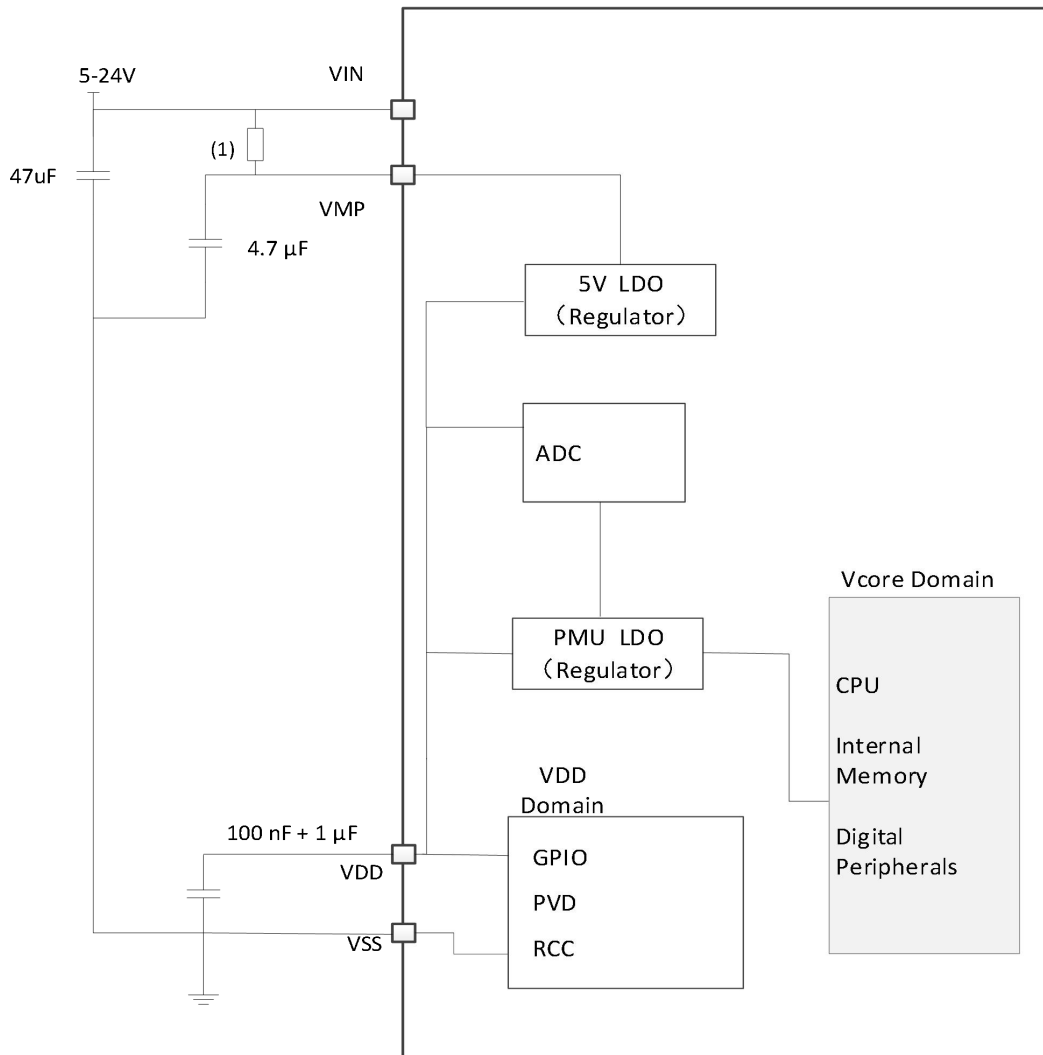 5-24V
VIN
(1)
47uF
VMP
4.7 µF
5V LDO
（Regulator）
ADC
Vcore Domain
PMU LDO
（Regulator）
CPU
Internal
Memory
Digital
Peripherals
VDD
Domain
100 nF + 1 µF
VDD
GPIO
PVD
VSS
RCC